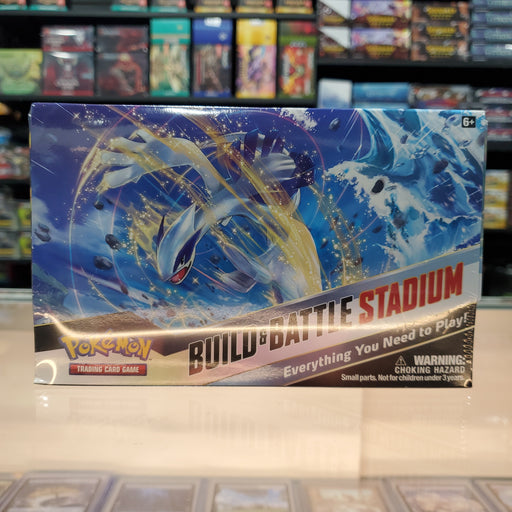 6+
BUILD & BATTLE STADIUM
Everything You Need to Play!
POKÉMON
TRADING CARD GAME
WARNING:
CHOKING HAZARD
Small parts. Not for children under 3 years.